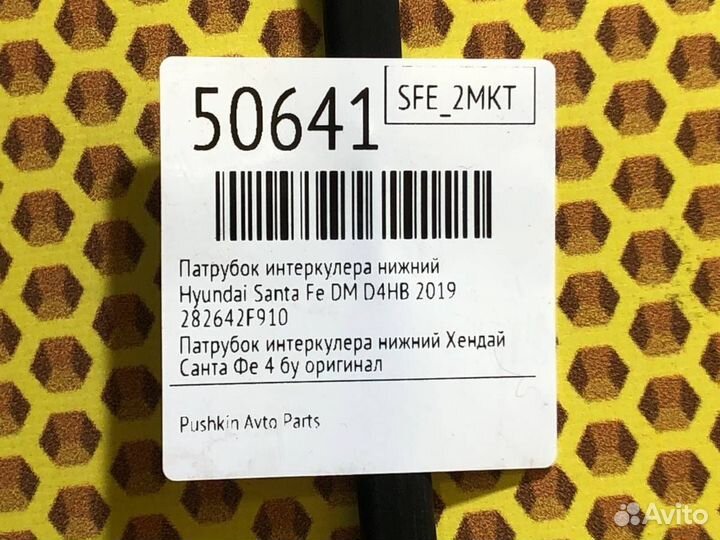 50641
SFE_2MKT
Патрубок интеркулера нижний
Hyundai Santa Fe DM D4HB 2019
282642F910
Патрубок интеркулера нижний Хендай
Санта Фе 4 бу оригинал
Pushkin Avto Parts
Avito